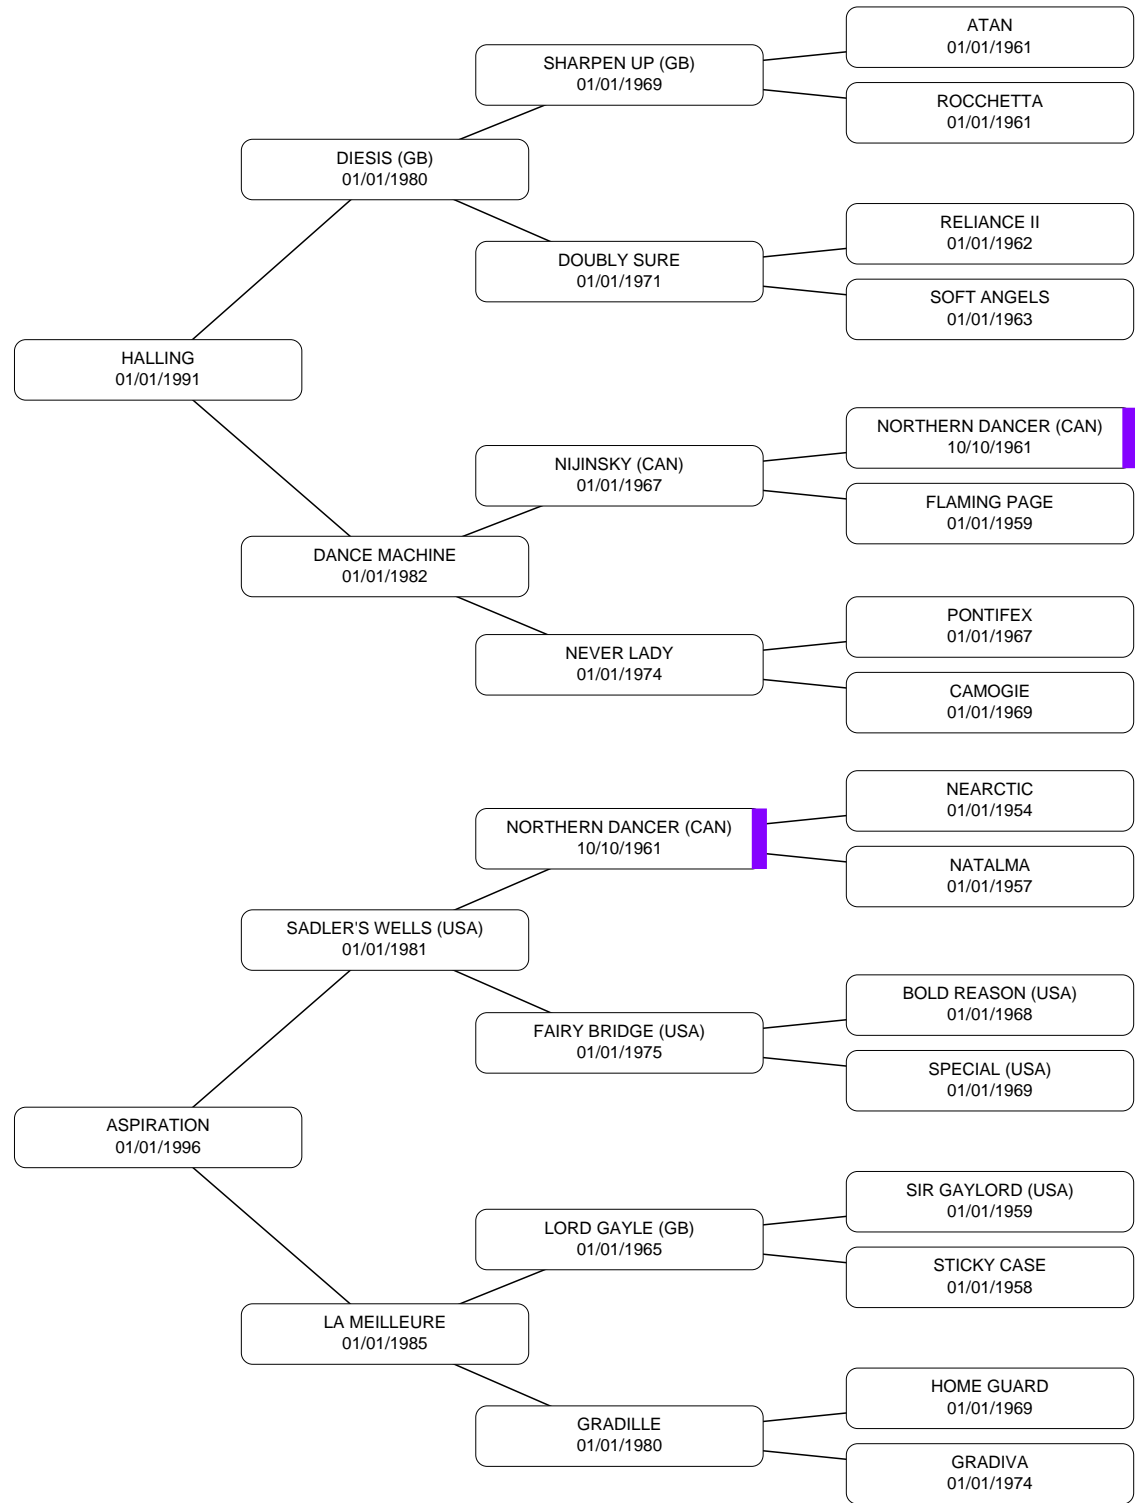 ATAN
01/01/1961
SHARPEN UP (GB)
01/01/1969
ROCCHETTA
01/01/1961
DIESIS (GB)
01/01/1980
RELIANCE II
01/01/1962
DOUBLY SURE
01/01/1971
SOFT ANGELS
01/01/1963
HALLING
01/01/1991
NORTHERN DANCER (CAN)
10/10/1961
NIJINSKY (CAN)
01/01/1967
FLAMING PAGE
01/01/1959
DANCE MACHINE
01/01/1982
PONTIFEX
01/01/1967
NEVER LADY
01/01/1974
CAMOGIE
01/01/1969
NEARCTIC
01/01/1954
NORTHERN DANCER (CAN)
10/10/1961
NATALMA
01/01/1957
SADLER'S WELLS (USA)
01/01/1981
BOLD REASON (USA)
01/01/1968
FAIRY BRIDGE (USA)
01/01/1975
SPECIAL (USA)
01/01/1969
ASPIRATION
01/01/1996
SIR GAYLORD (USA)
01/01/1959
LORD GAYLE (GB)
01/01/1965
STICKY CASE
01/01/1958
LA MEILLEURE
01/01/1985
HOME GUARD
01/01/1969
GRADILLE
01/01/1980
GRADIVA
01/01/1974